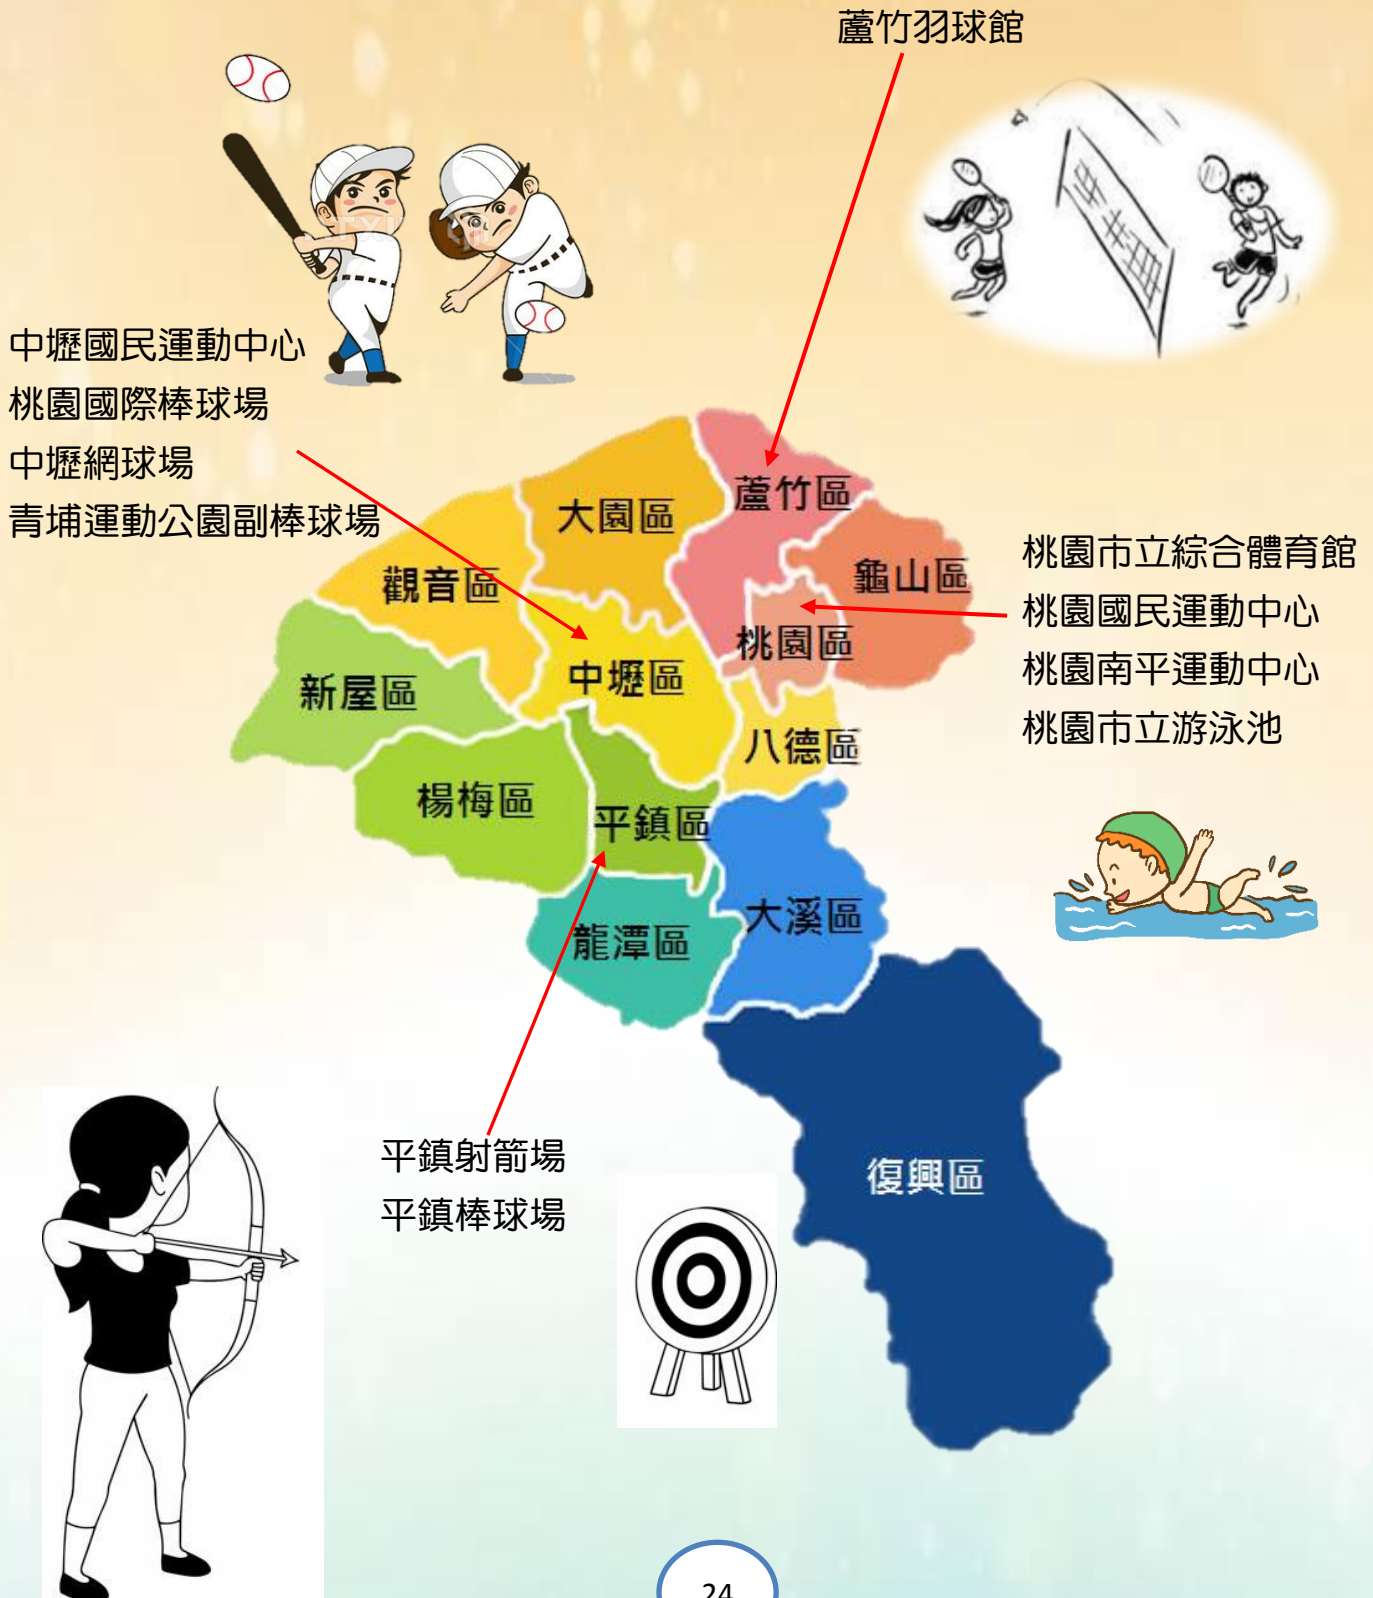 蘆竹羽球館
中壢國民運動中心
桃園國際棒球場
中壢網球場
青埔運動公園副棒球場
蘆竹區
大園區
龜山區
觀音區
桃園區
中壢區
新屋區
八德區
楊梅區
平鎮區
大溪區
龍潭區
復興區
桃園市立綜合體育館
桃園國民運動中心
桃園南平運動中心
桃園市立游泳池
平鎮射箭場
平鎮棒球場
24